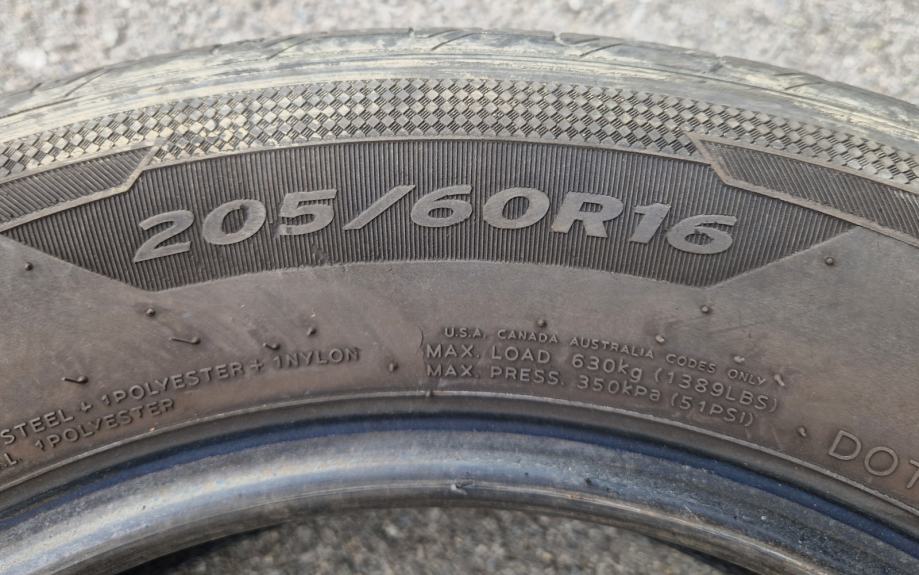 205/60R16
STEEL + 1POLYESTER + 1NYLON
L 1POLYESTER
U.S.A. CANADA AUSTRALIA CODES ONLY
MAX. LOAD 630kg (1389LBS)
MAX. PRESS. 350kPa (51PSI)
DOT